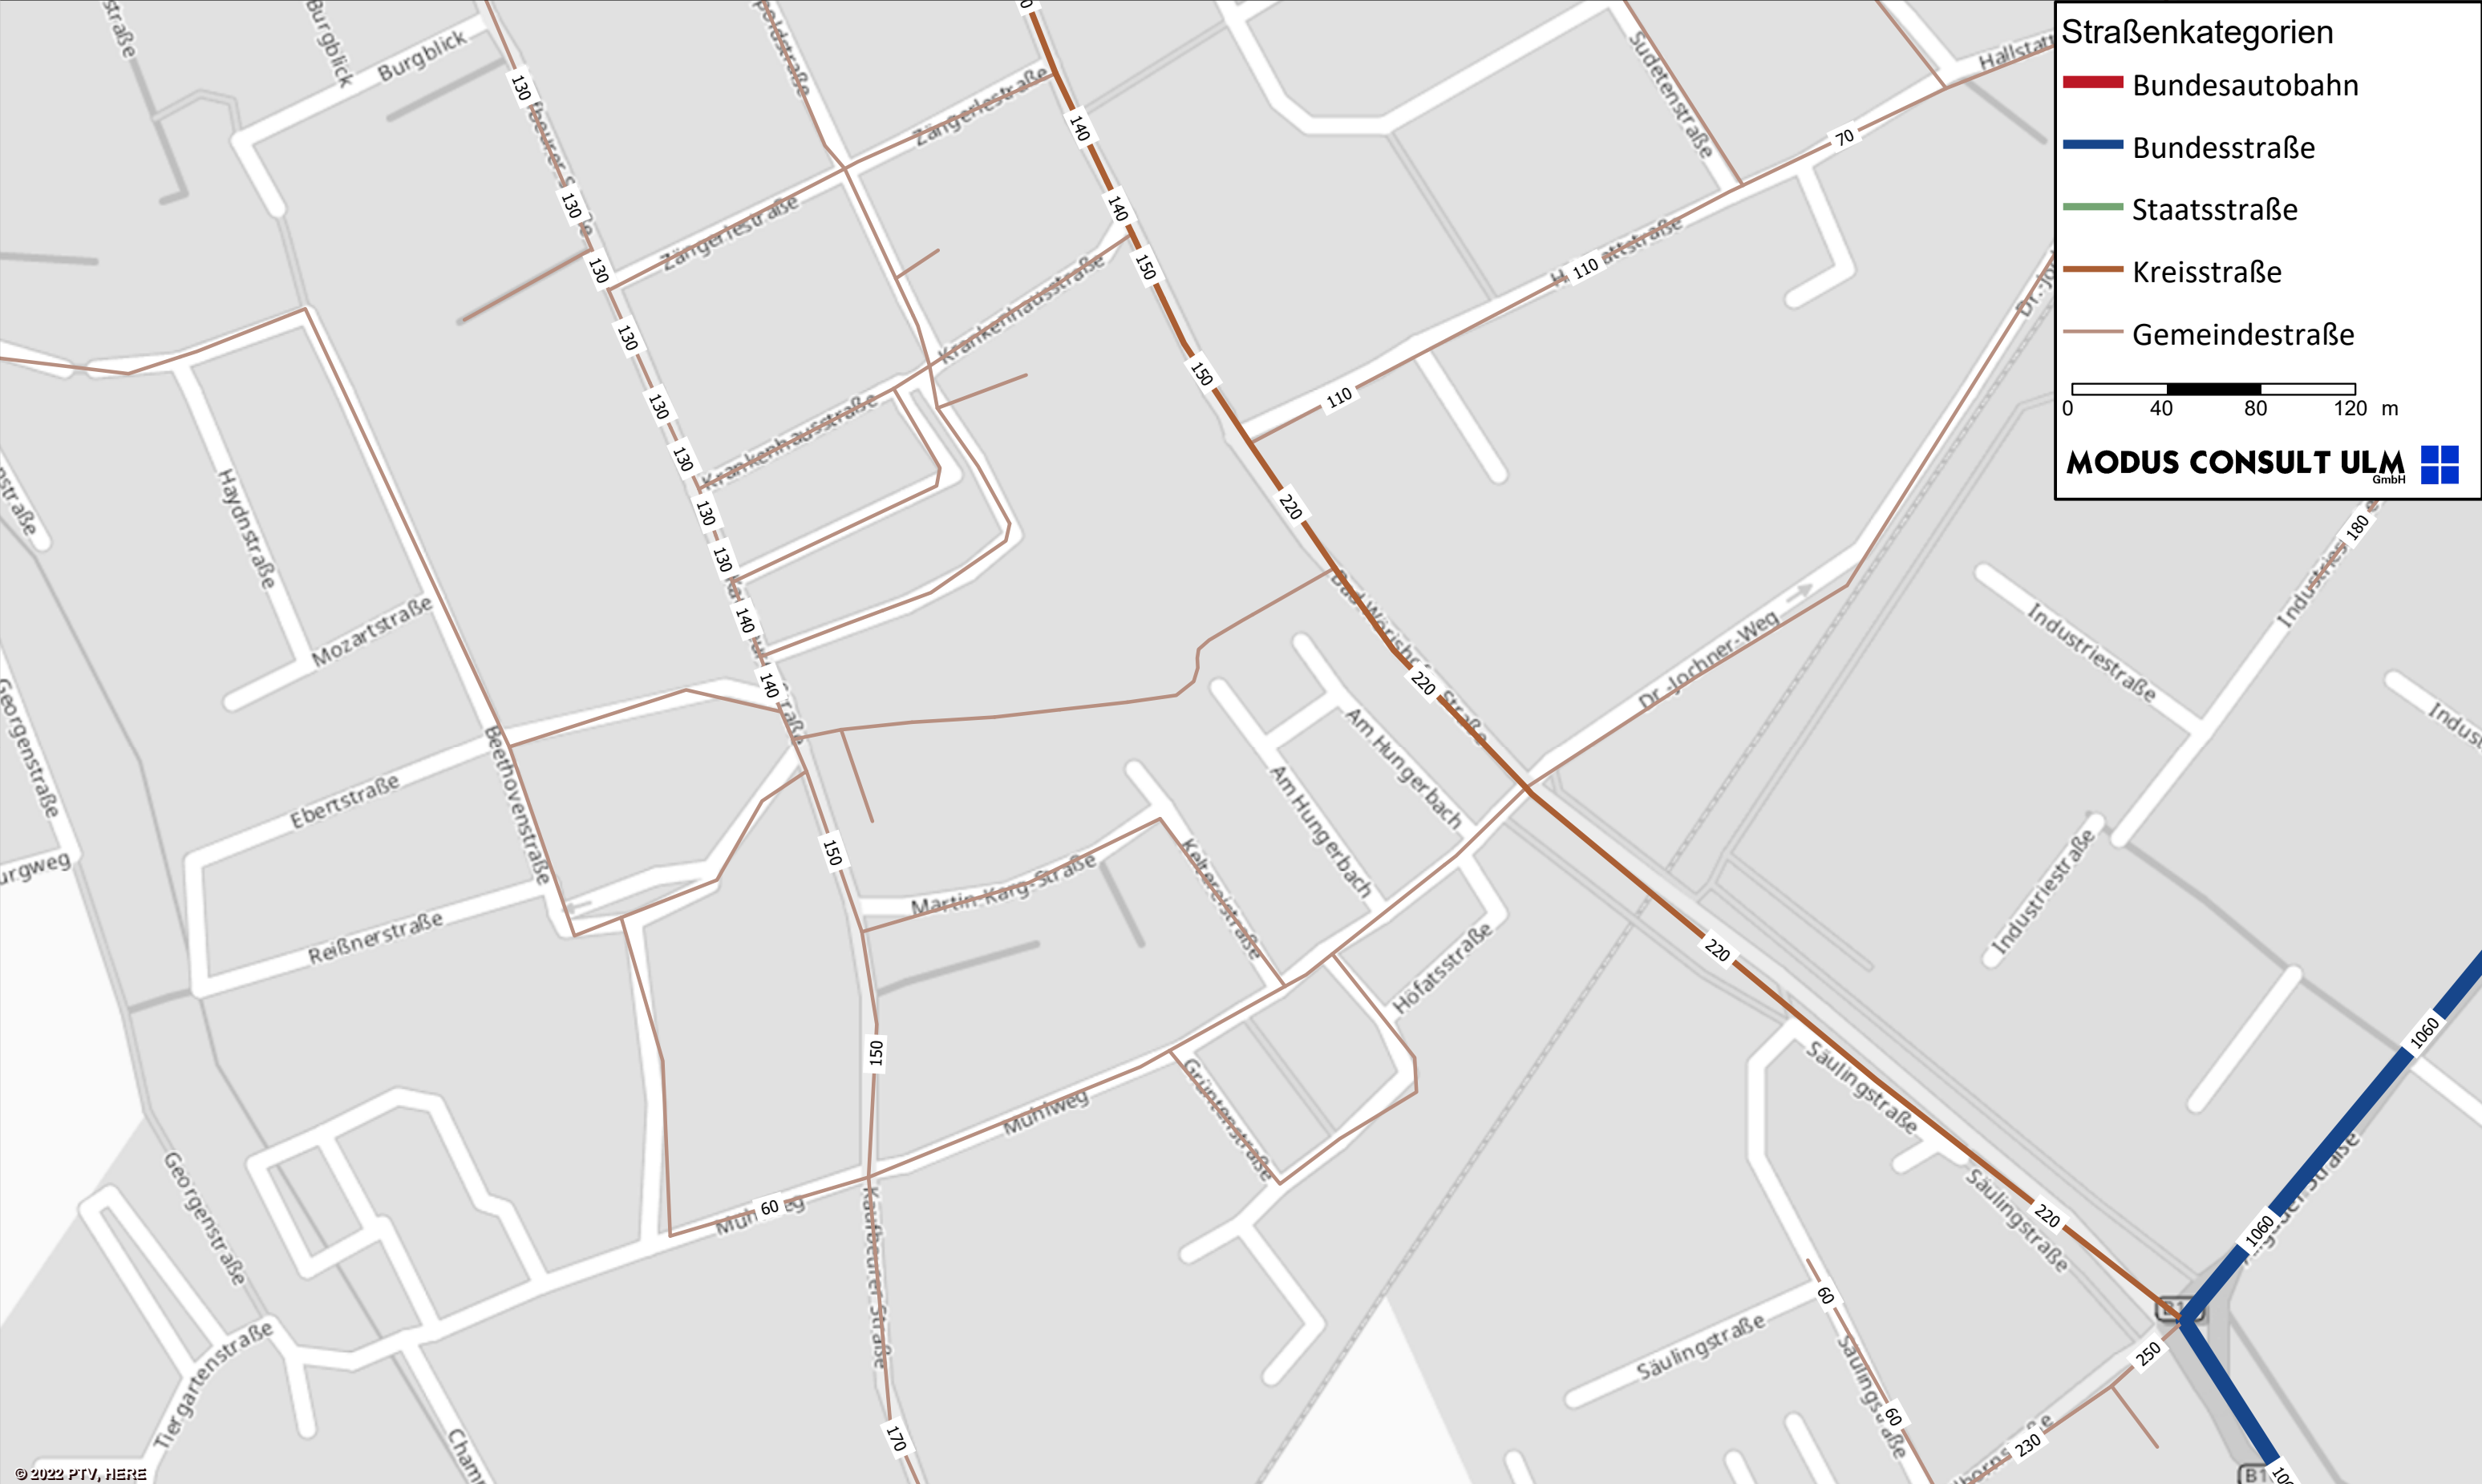 Straßenkategorien
Bundesautobahn
Bundesstraße
Staatsstraße
Kreisstraße
Gemeindestraße
0 40 80 120 m
MODUS CONSULT ULM
GmbH
Burgblick
Burgblick
130
130
130
130
130
130
130
130
140
140
150
150
170
140
140
150
150
220
220
220
220
110
110
70
180
1060
1060
250
230
60
60
60
Zängerlestraße
Zängerlestraße
Krankenhausstraße
Krankenhausstraße
Sudetenstraße
Haydnstraße
Mozartstraße
Georgenstraße
Georgenstraße
Beethovenstraße
Ebertstraße
Reißnerstraße
Martin-Karg-Straße
Keltereistraße
Am Hungerbach
Am Hungerbach
Dr.-Jochner-Weg
Industriestraße
Industriestraße
Höfatsstraße
Grüntenstraße
Mühlweg
Kaufbeurer Straße
Säulingstraße
Säulingstraße
Säulingstraße
Säulingstraße
Tiergartenstraße
© 2022 PTV, HERE